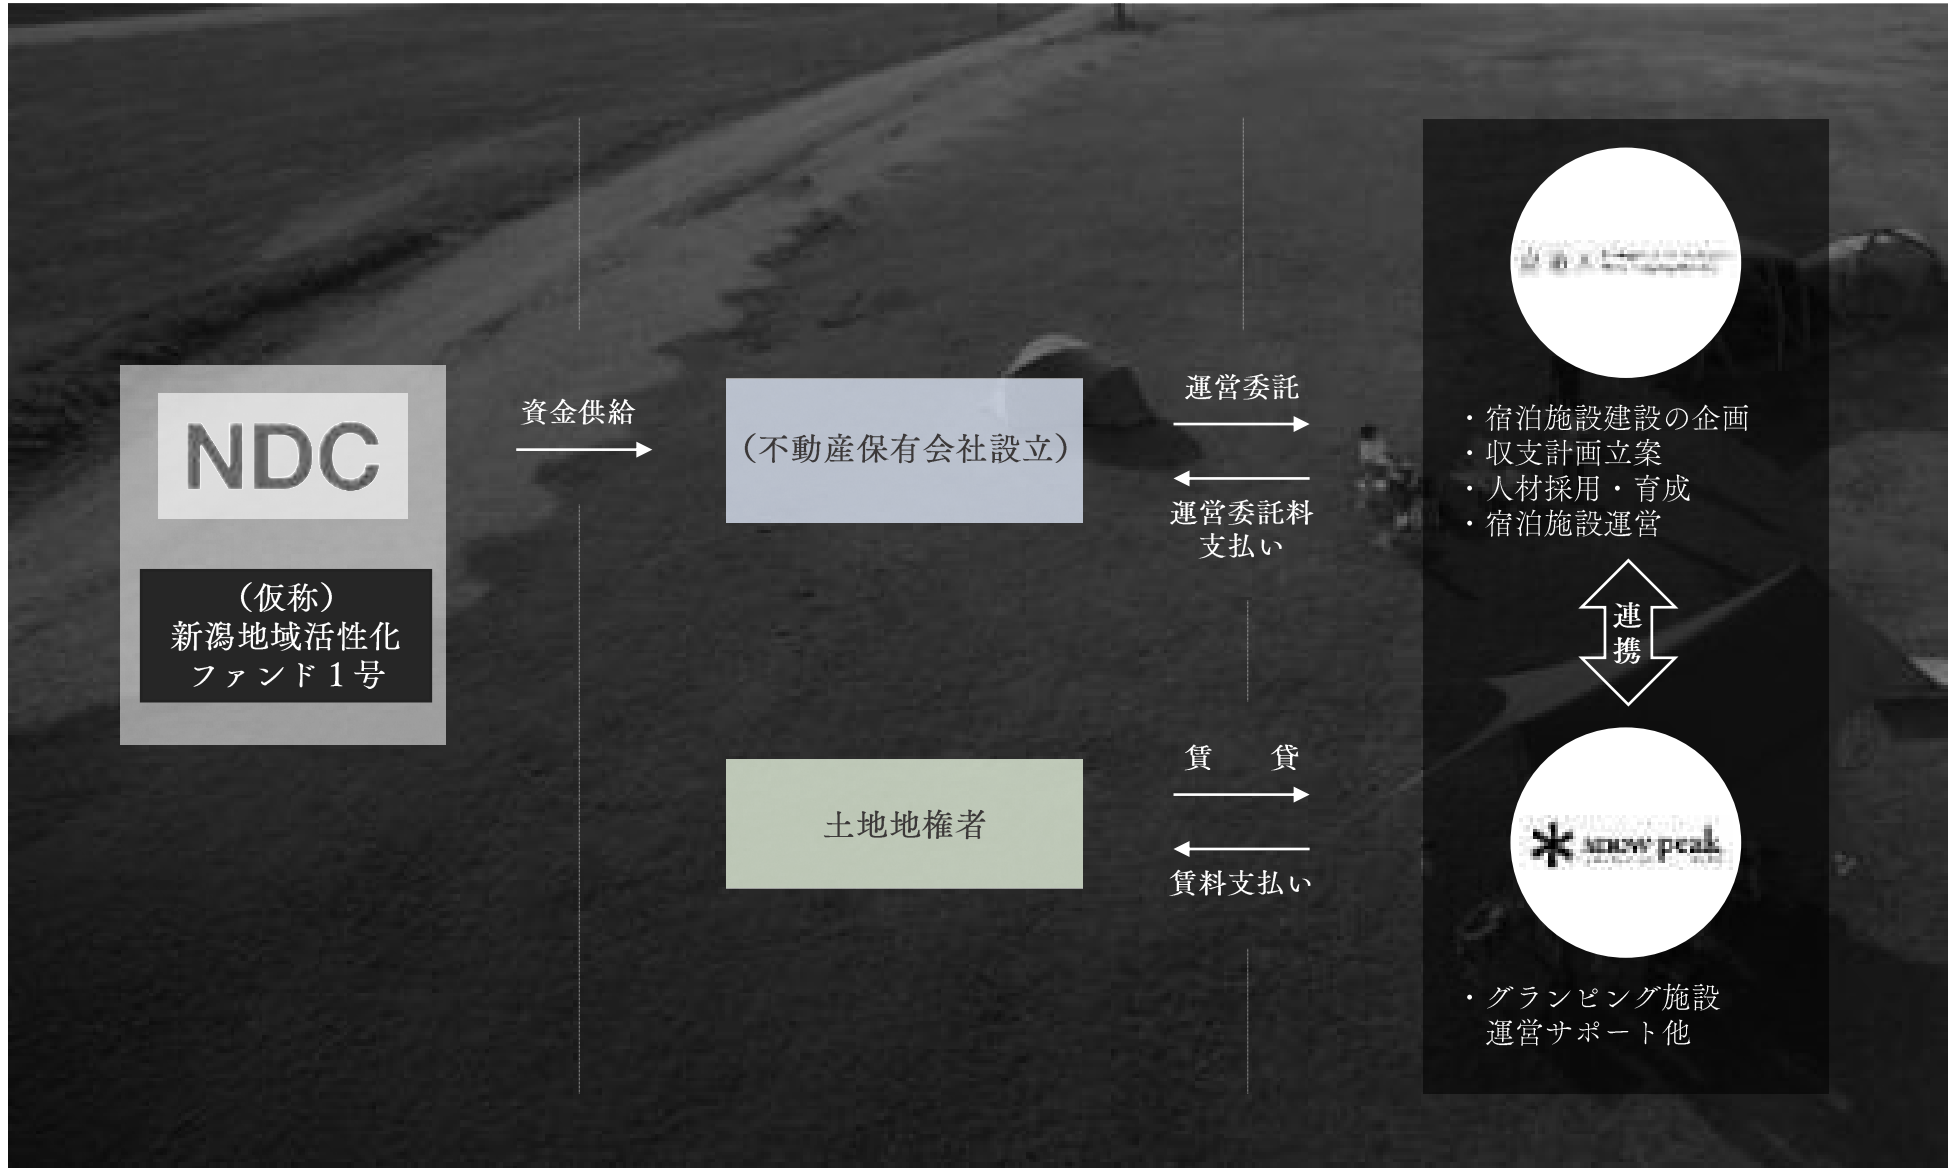 NDC
（仮称）
新潟地域活性化
ファンド１号
資金供給
（不動産保有会社設立）
運営委託
運営委託料
支払い
土地地権者
賃　貸
賃料支払い
・宿泊施設建設の企画
・収支計画立案
・人材採用・育成
・宿泊施設運営
連
携
snow peak
・グランピング施設
運営サポート他